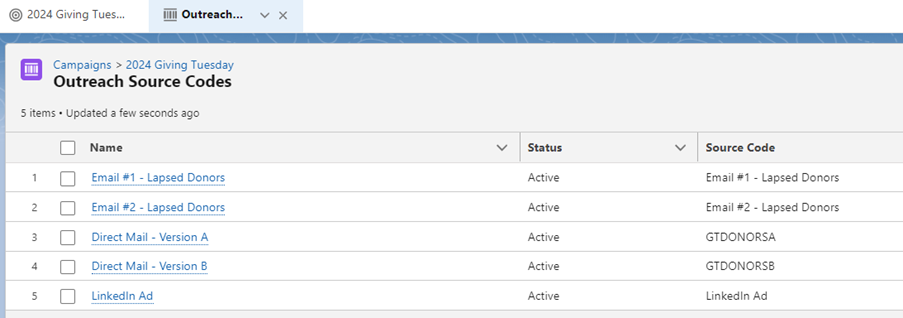 2024 Giving Tues...
Outreach...
Campaigns > 2024 Giving Tuesday
Outreach Source Codes
5 items • Updated a few seconds ago
Name Status Source Code
1 Email #1 - Lapsed Donors Active Email #1 - Lapsed Donors
2 Email #2 - Lapsed Donors Active Email #2 - Lapsed Donors
3 Direct Mail - Version A Active GTDONORSA
4 Direct Mail - Version B Active GTDONORSB
5 LinkedIn Ad Active LinkedIn Ad